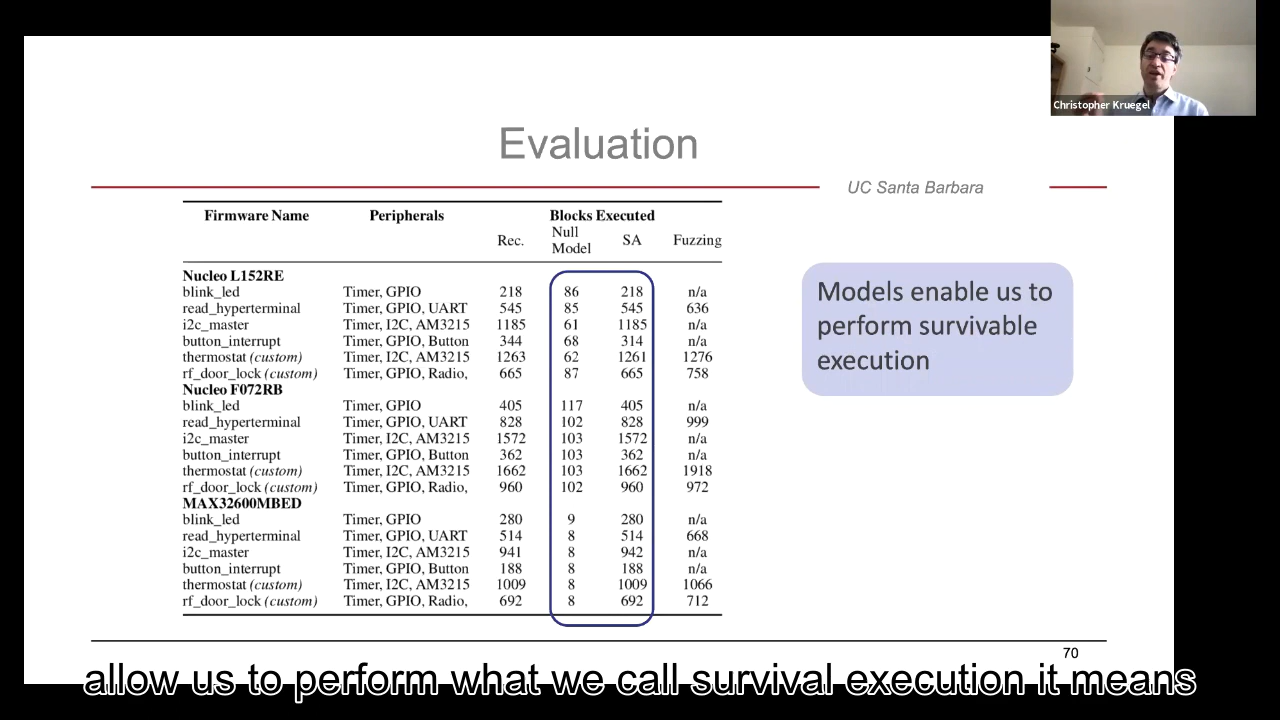 Christopher Kruegel
Evaluation
UC Santa Barbara
Firmware Name Peripherals Blocks Executed
Rec. Null Model SA Fuzzing
Nucleo L152RE
blink_led Timer, GPIO 218 86 218 n/a
read_hyperterminal Timer, GPIO, UART 545 85 545 636
i2c_master Timer, I2C, AM3215 1185 61 1185 n/a
button_interrupt Timer, GPIO, Button 344 68 314 n/a
thermostat (custom) Timer, I2C, AM3215 1263 62 1261 1276
rf_door_lock (custom) Timer, GPIO, Radio, 665 87 665 758
Nucleo F072RB
blink_led Timer, GPIO 405 117 405 n/a
read_hyperterminal Timer, GPIO, UART 828 102 828 999
i2c_master Timer, I2C, AM3215 1572 103 1572 n/a
button_interrupt Timer, GPIO, Button 362 103 362 n/a
thermostat (custom) Timer, I2C, AM3215 1662 103 1662 1918
rf_door_lock (custom) Timer, GPIO, Radio, 960 102 960 972
MAX32600MBED
blink_led Timer, GPIO 280 9 280 n/a
read_hyperterminal Timer, GPIO, UART 514 8 514 668
i2c_master Timer, I2C, AM3215 941 8 942 n/a
button_interrupt Timer, GPIO, Button 188 8 188 n/a
thermostat (custom) Timer, I2C, AM3215 1009 8 1009 1066
rf_door_lock (custom) Timer, GPIO, Radio, 692 8 692 712
Models enable us to
perform survivable
execution
70
allow us to perform what we call survival execution it means